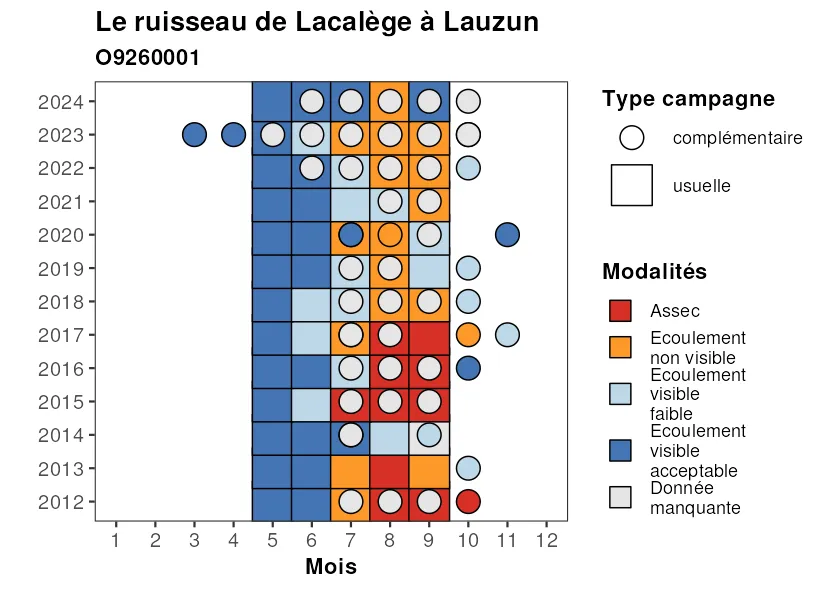 Le ruisseau de Lacalège à Lauzun
O9260001
2024
2023
2022
2021
2020
2019
2018
2017
2016
2015
2014
2013
2012
1 2 3 4 5 6 7 8 9 10 11 12
Mois
Type campagne
complémentaire
usuelle
Modalités
Assec
Ecoulement
non visible
Ecoulement
visible
faible
Ecoulement
visible
acceptable
Donnée
manquante